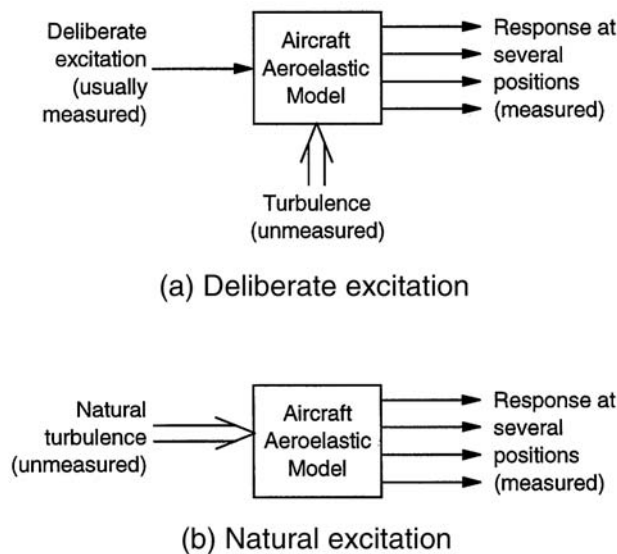 Deliberate
excitation
(usually
measured)
Aircraft
Aeroelastic
Model
Response at
several
positions
(measured)
Turbulence
(unmeasured)
(a) Deliberate excitation
Natural
turbulence
(unmeasured)
Aircraft
Aeroelastic
Model
Response at
several
positions
(measured)
(b) Natural excitation